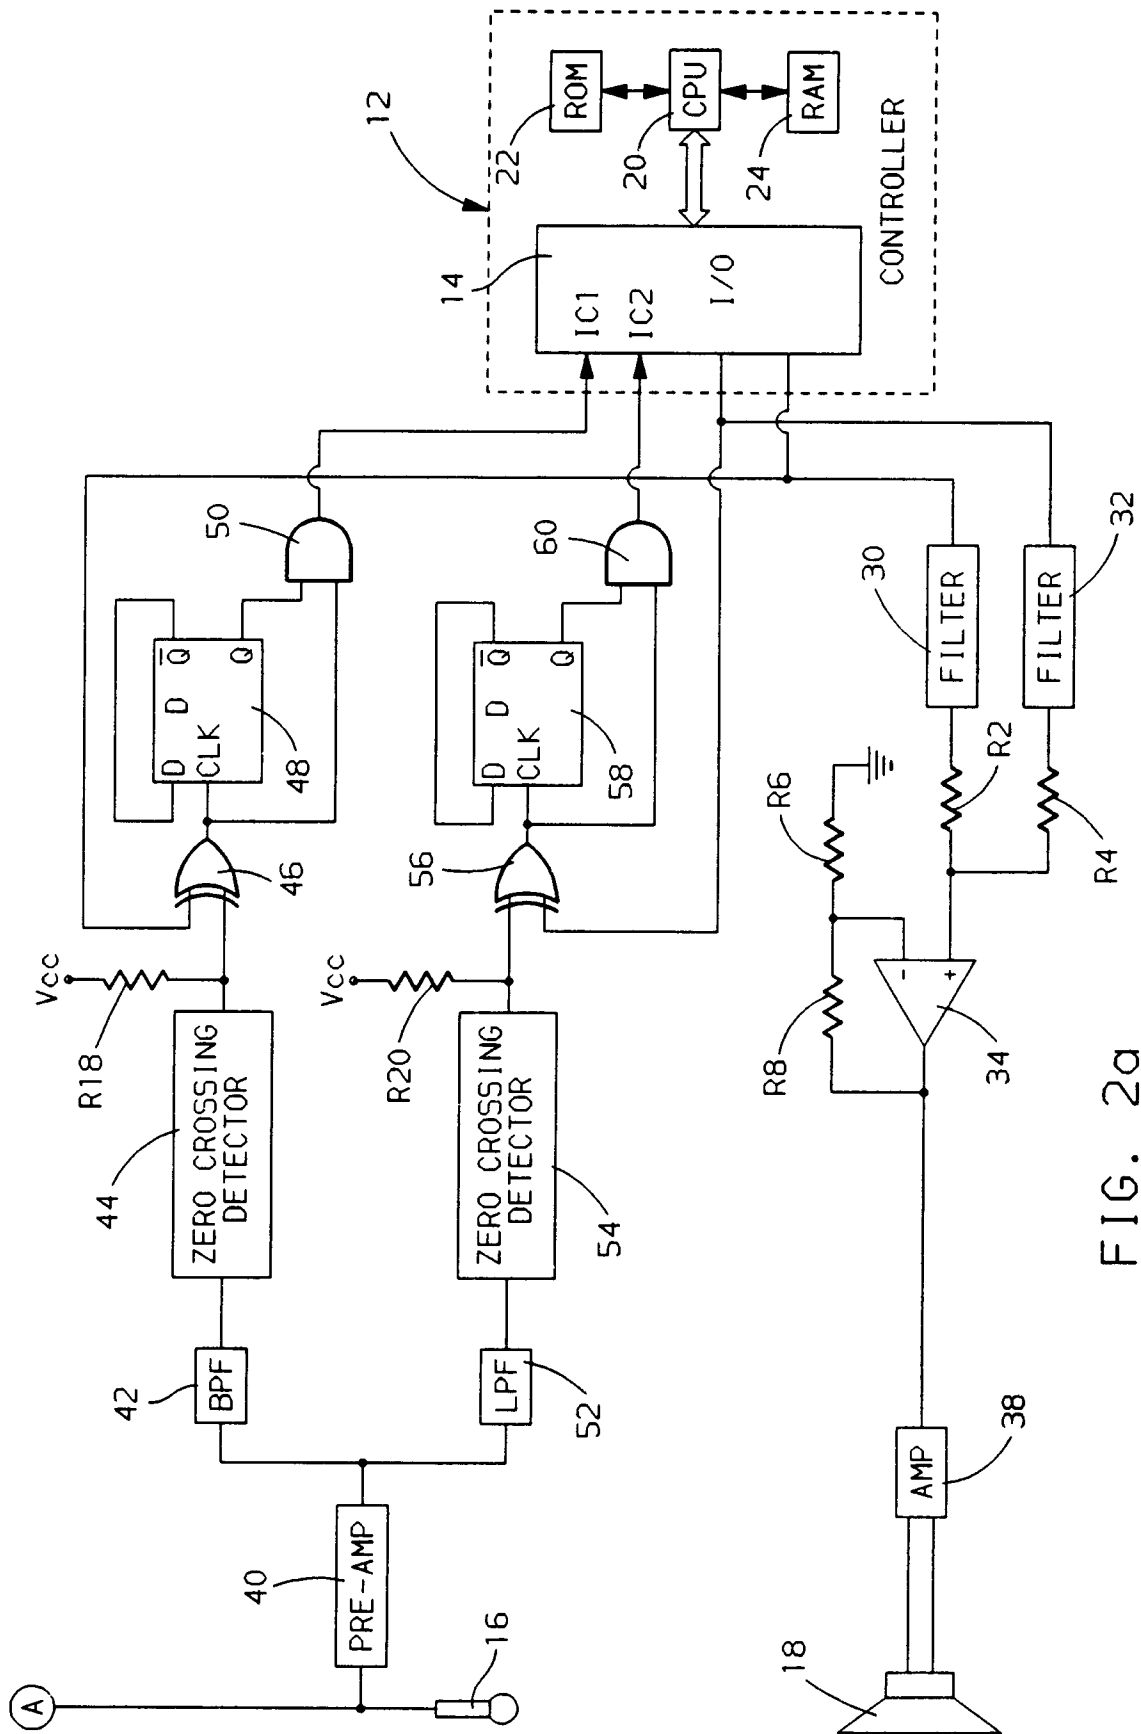 A
16
40
PRE-AMP
42
BPF
44
ZERO CROSSING
DETECTOR
R18
Vcc
46
D
CLK
D
Q̅
Q
48
50
52
LPF
54
ZERO CROSSING
DETECTOR
R20
Vcc
56
D
CLK
D
Q̅
Q
58
60
12
14
IC1
IC2
I/O
22
ROM
20
CPU
24
RAM
CONTROLLER
18
AMP
38
34
-
+
R8
R6
R2
R4
30
FILTER
32
FILTER
FIG. 2a